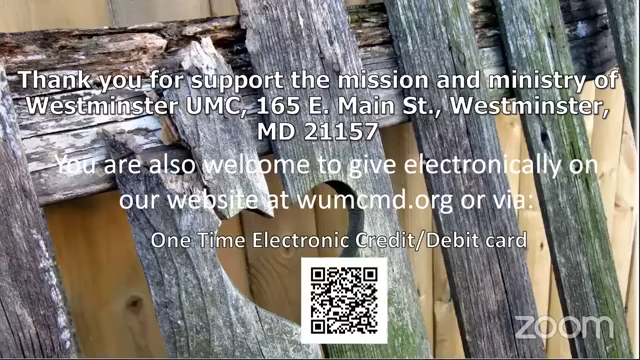 Thank you for support the mission and ministry of
Westminster UMC, 165 E. Main St., Westminster,
MD 21157
You are also welcome to give electronically on
our website at wumcmd.org or via:
One Time Electronic Credit/Debit card
zoom